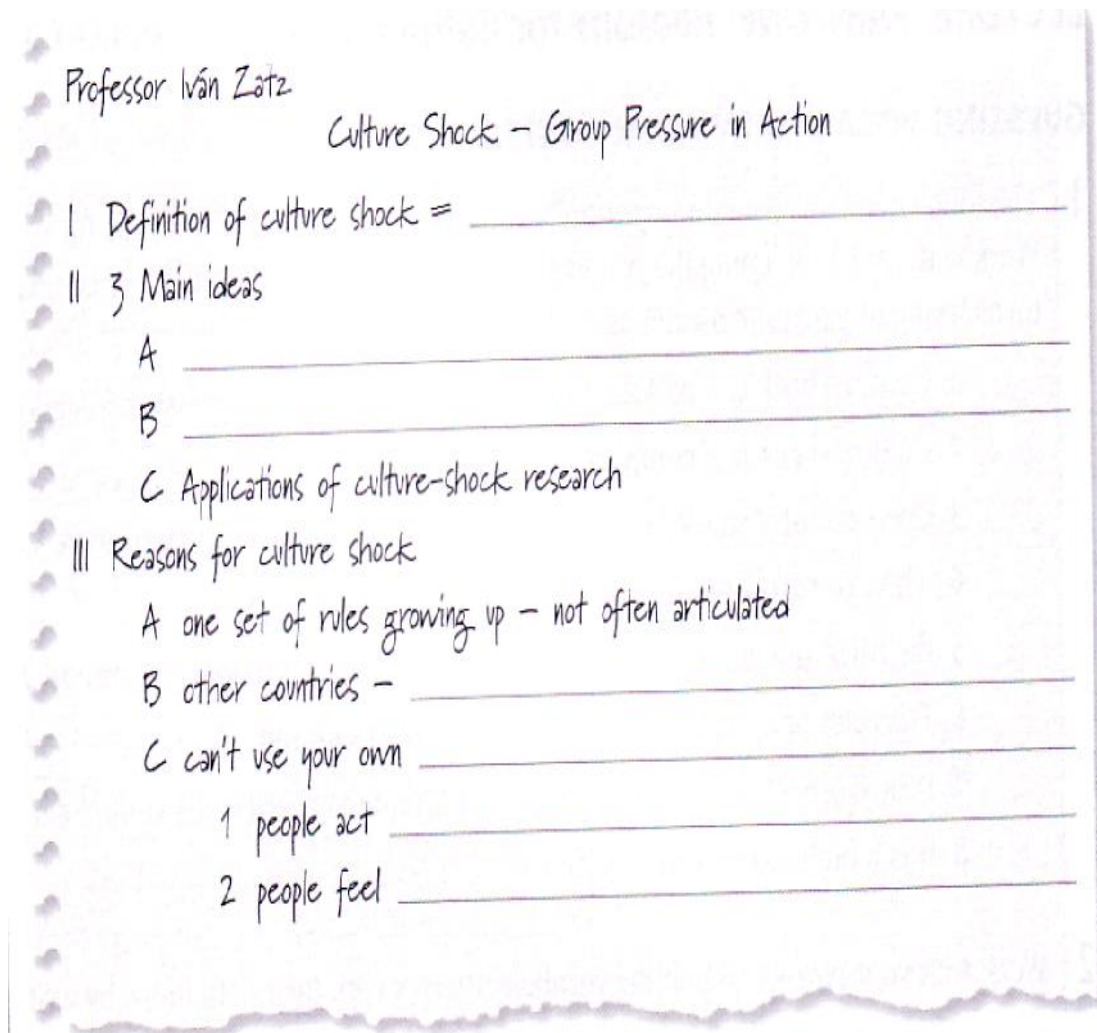 Professor Iván Zatz
Culture Shock – Group Pressure in Action
I Definition of culture shock =
II 3 Main ideas
A
B
C Applications of culture-shock research
III Reasons for culture shock
A one set of rules growing up – not often articulated
B other countries –
C can't use your own
1 people act
2 people feel